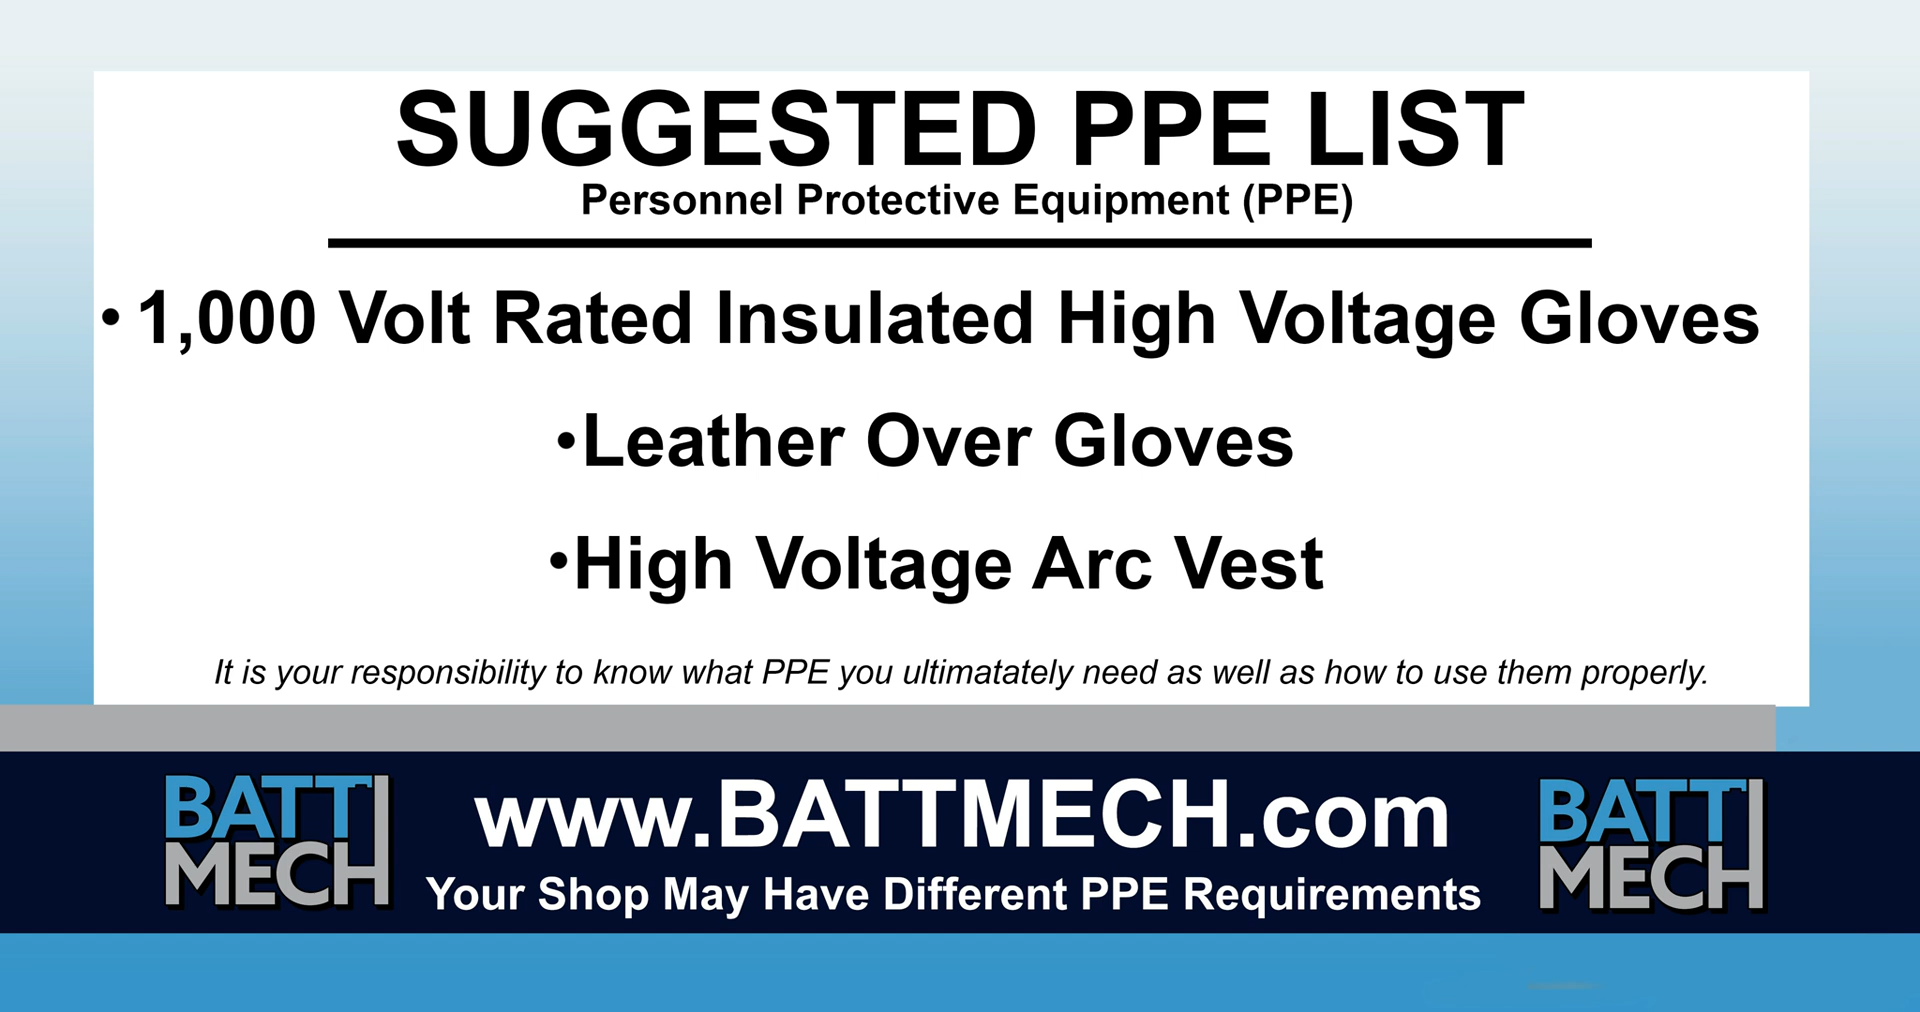 SUGGESTED PPE LIST
Personnel Protective Equipment (PPE)
• 1,000 Volt Rated Insulated High Voltage Gloves
•Leather Over Gloves
•High Voltage Arc Vest
It is your responsibility to know what PPE you ultimatately need as well as how to use them properly.
BATT
MECH
www.BATTMECH.com
Your Shop May Have Different PPE Requirements
BATT
MECH